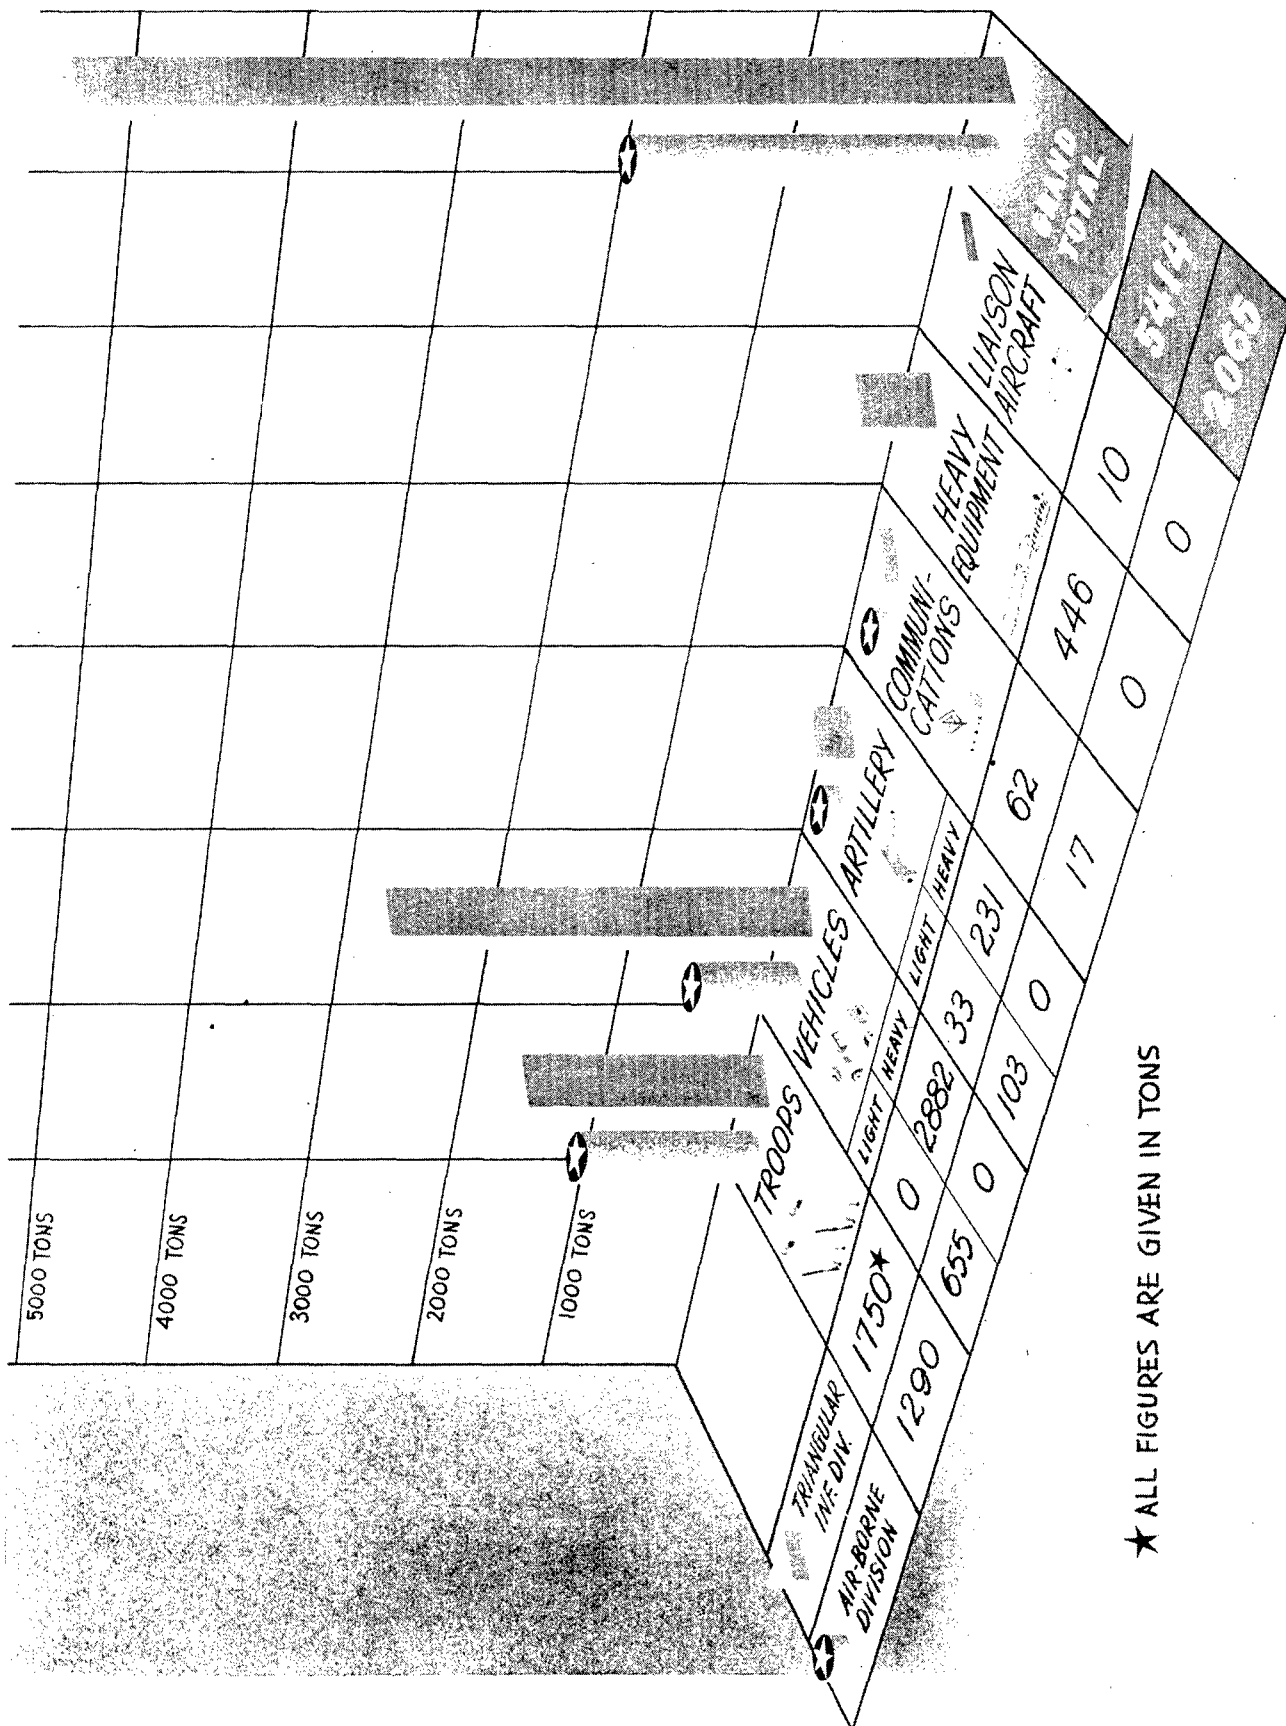 5000 TONS
4000 TONS
3000 TONS
2000 TONS
1000 TONS
TROOPS
VEHICLES
ARTILLERY
COMMUNI-
CATIONS
HEAVY
EQUIPMENT
LIAISON
AIRCRAFT
GRAND
TOTAL
LIGHT
HEAVY
LIGHT
HEAVY
TRIANGULAR
INF. DIV.
1750★
0
2882
33
231
62
446
10
5414
AIR-BORNE
DIVISION
1290
655
0
103
0
17
0
0
2065
★ ALL FIGURES ARE GIVEN IN TONS